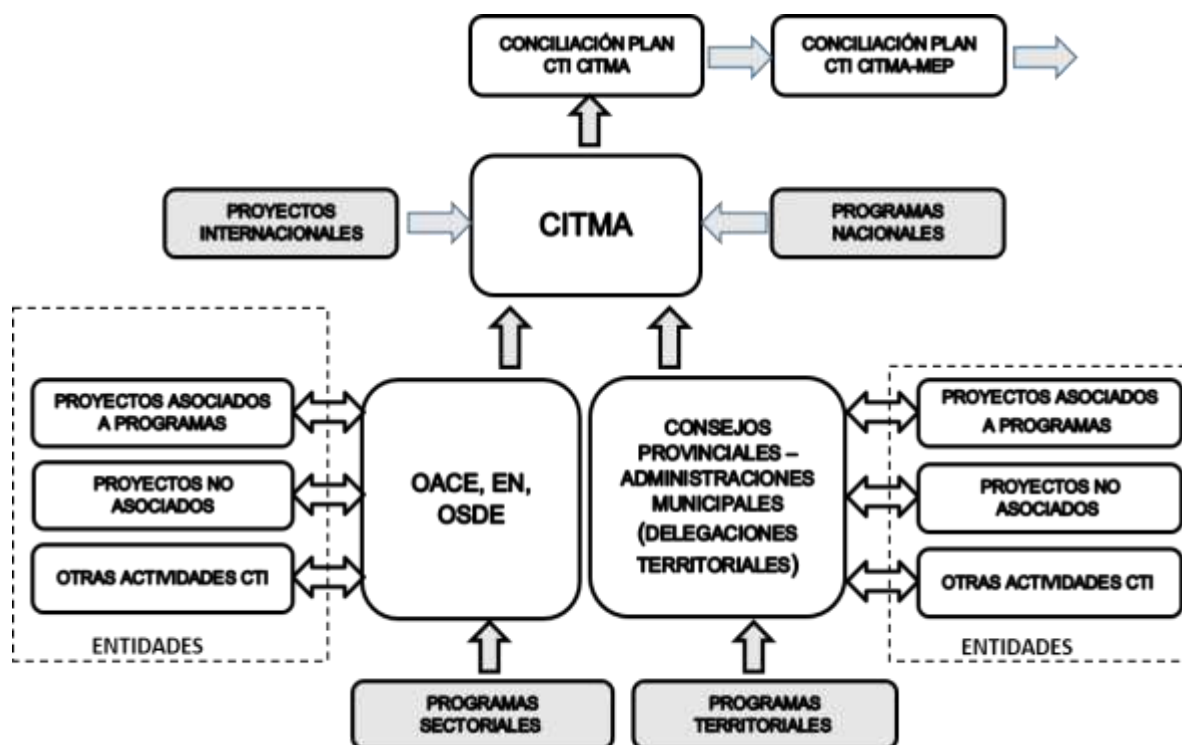 CONCILIACIÓN PLAN
CTI CITMA
CONCILIACIÓN PLAN
CTI CITMA-MEP
PROYECTOS
INTERNACIONALES
CITMA
PROGRAMAS
NACIONALES
PROYECTOS ASOCIADOS
A PROGRAMAS
PROYECTOS NO
ASOCIADOS
OTRAS ACTIVIDADES CTI
ENTIDADES
OACE, EN,
OSDE
CONSEJOS
PROVINCIALES –
ADMINISTRACIONES
MUNICIPALES
(DELEGACIONES
TERRITORIALES)
PROYECTOS ASOCIADOS
A PROGRAMAS
PROYECTOS NO
ASOCIADOS
OTRAS ACTIVIDADES CTI
ENTIDADES
PROGRAMAS
SECTORIALES
PROGRAMAS
TERRITORIALES